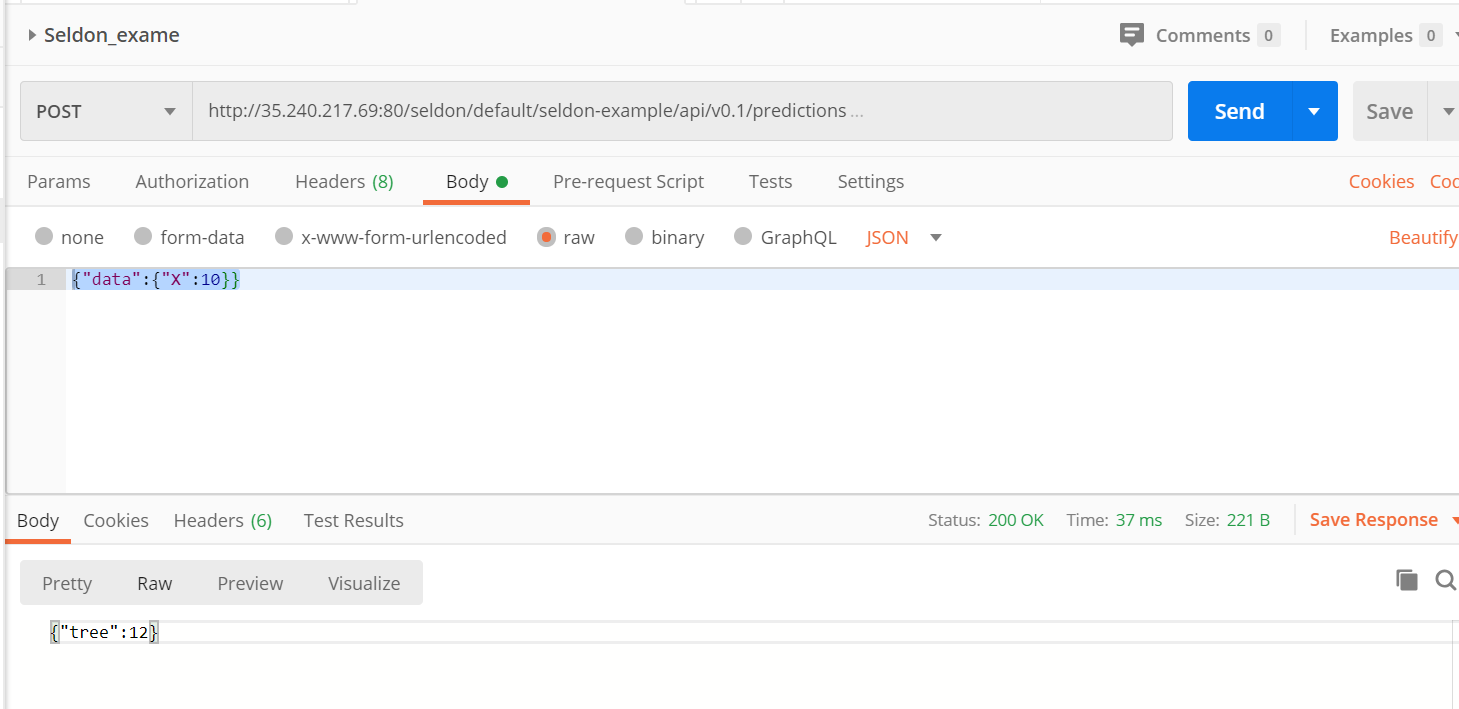 Seldon_exame
Comments 0
Examples 0
POST
http://35.240.217.69:80/seldon/default/seldon-example/api/v0.1/predictions ...
Send
Save
Params
Authorization
Headers (8)
Body
Pre-request Script
Tests
Settings
Cookies
none
form-data
x-www-form-urlencoded
raw
binary
GraphQL
JSON
Beautify
1 {"data":{"X":10}}
Body
Cookies
Headers (6)
Test Results
Status: 200 OK
Time: 37 ms
Size: 221 B
Save Response
Pretty
Raw
Preview
Visualize
{"tree":12}